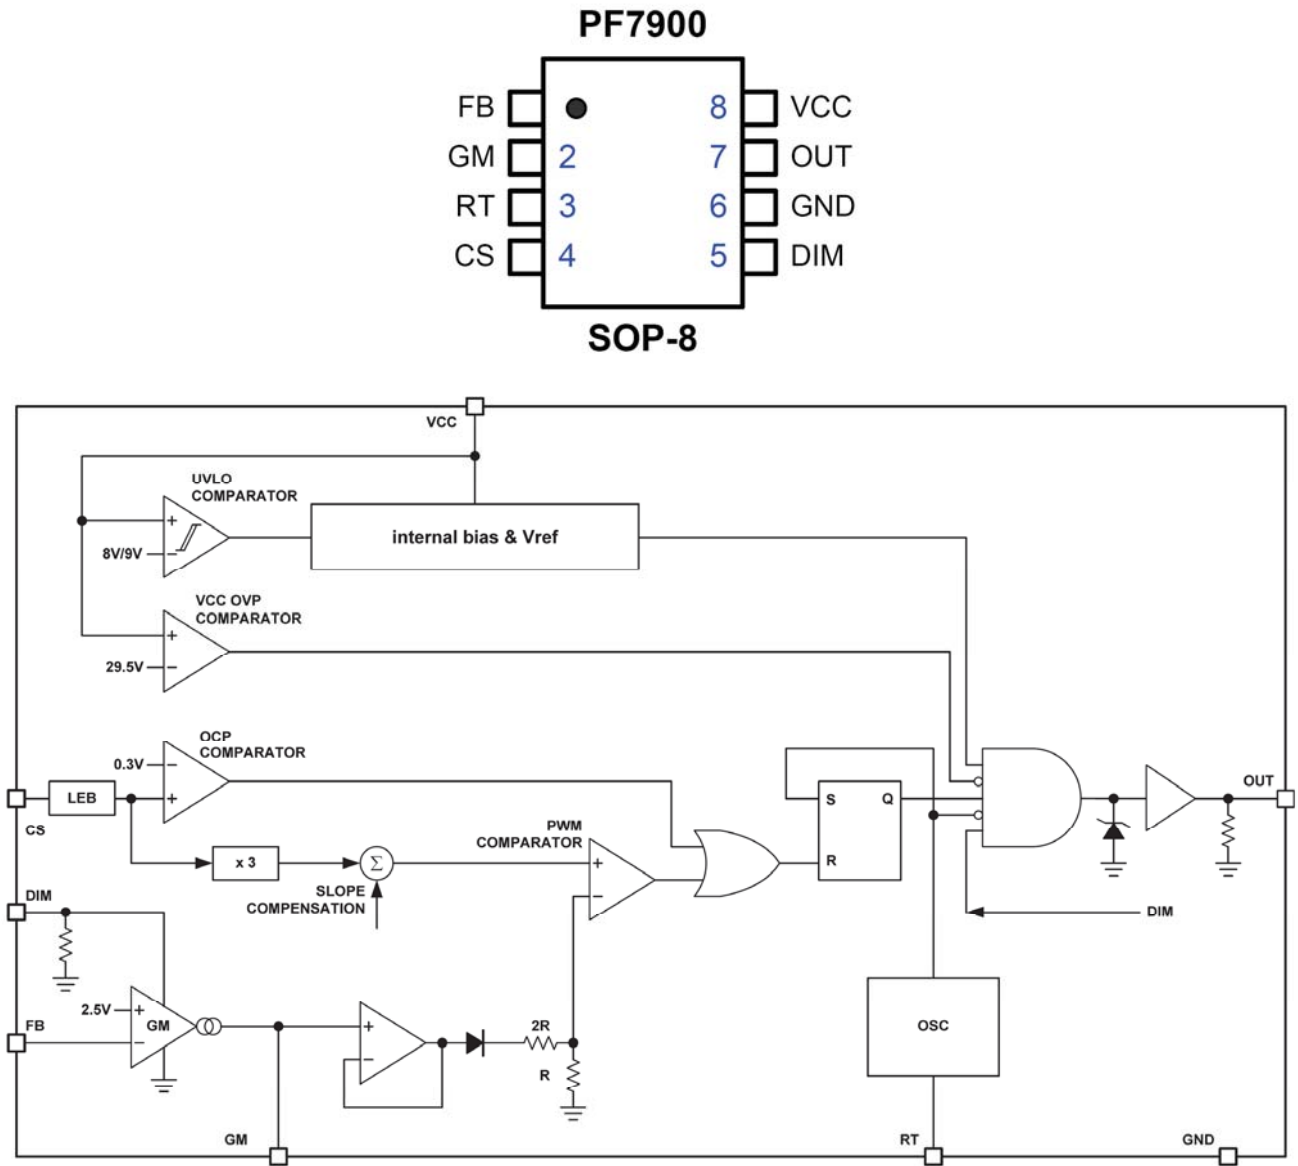 PF7900
FB 8 VCC
GM 2 7 OUT
RT 3 6 GND
CS 4 5 DIM
SOP-8
VCC
UVLO
COMPARATOR
+
8V/9V −
internal bias & Vref
VCC OVP
COMPARATOR
+
29.5V −
OCP
COMPARATOR
0.3V −
+
LEB
CS
OUT
S Q
R
PWM
COMPARATOR
+
−
x 3
Σ
SLOPE
COMPENSATION
DIM
DIM
2.5V +
GM
−
FB
+
−
2R
R
OSC
GM
RT
GND